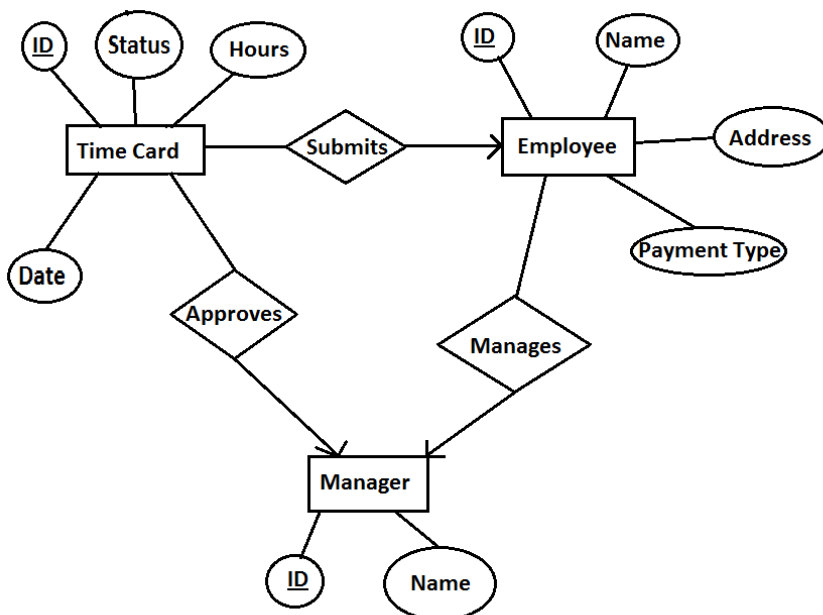 ID
Status
Hours
ID
Name
Time Card
Submits
Employee
Address
Date
Payment Type
Approves
Manages
Manager
ID
Name